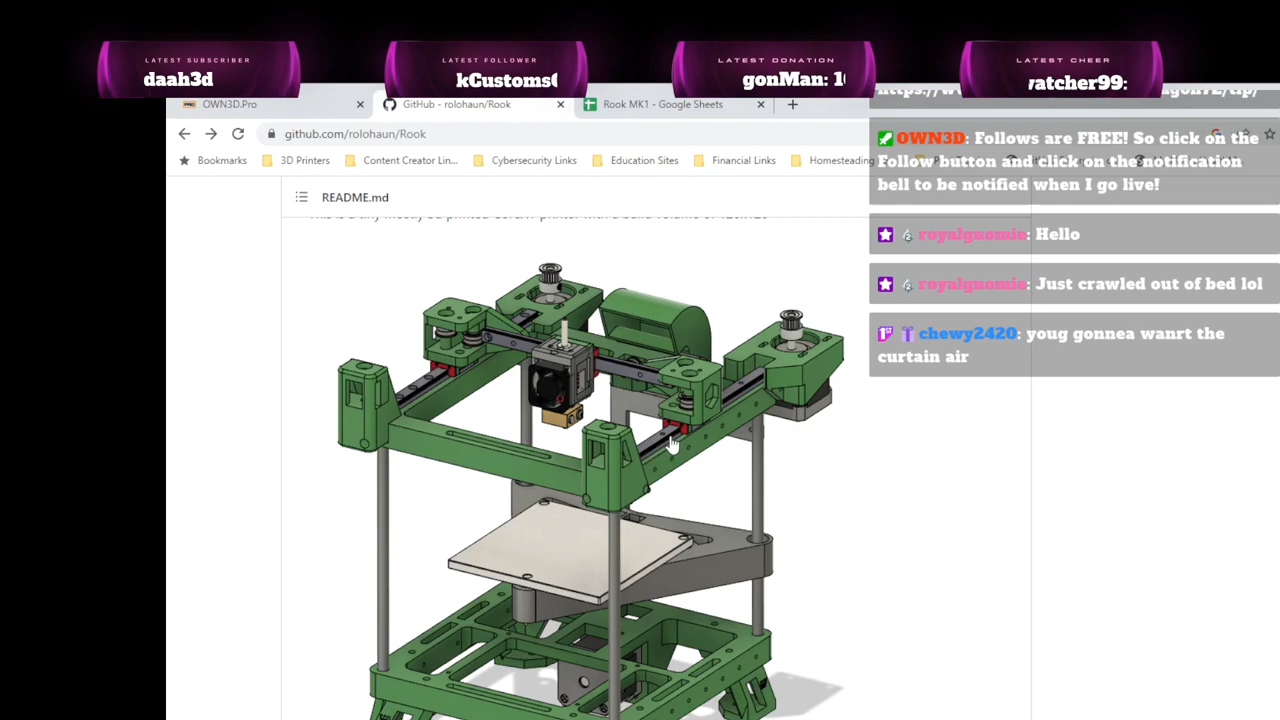 LATEST SUBSCRIBER
daah3d
LATEST FOLLOWER
kCustoms
LATEST DONATION
gonMan: 1
LATEST CHEER
ratcher99:
OWN3D.Pro
GitHub - rolohaun/Rook
Rook MK1 - Google Sheets
github.com/rolohaun/Rook
Bookmarks
3D Printers
Content Creator Lin...
Cybersecurity Links
Education Sites
Financial Links
Homesteading
README.md
OWN3D: Follows are FREE! So click on the
Follow button and click on the notification
bell to be notified when I go live!
royalgnomie: Hello
royalgnomie: Just crawled out of bed lol
chewy2420: youg gonnea wanrt the
curtain air